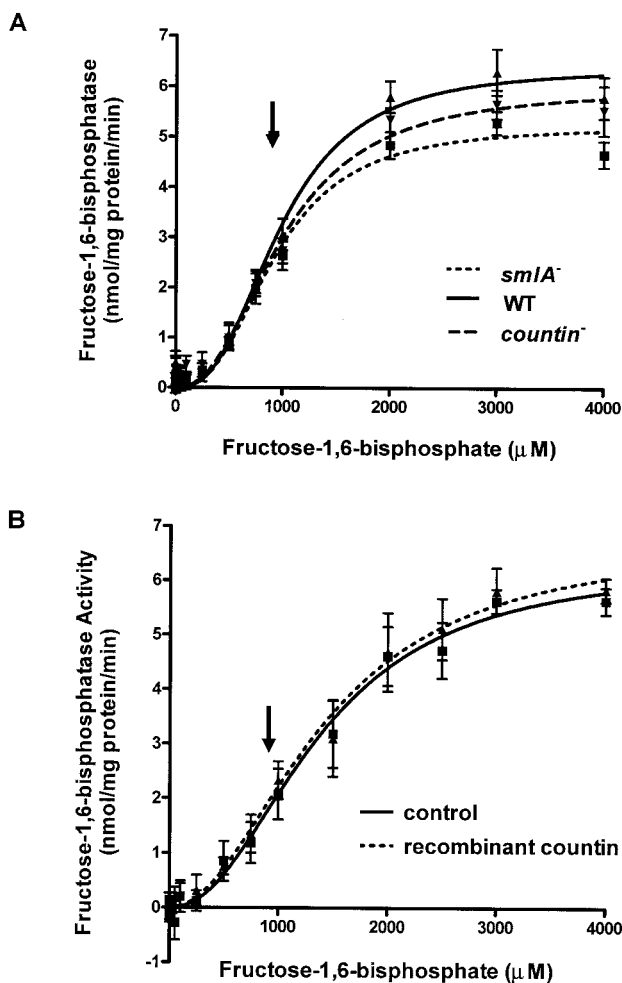 A
Fructose-1,6-bisphosphatase
(nmol/mg protein/min)
7
6
5
4
3
2
1
0
smlA-
WT
countin-
0 1000 2000 3000 4000
Fructose-1,6-bisphosphate (μM)
B
Fructose-1,6-bisphosphatase Activity
(nmol/mg protein/min)
7
6
5
4
3
2
1
0
-1
control
recombinant countin
1000 2000 3000 4000
Fructose-1,6-bisphosphate (μM)